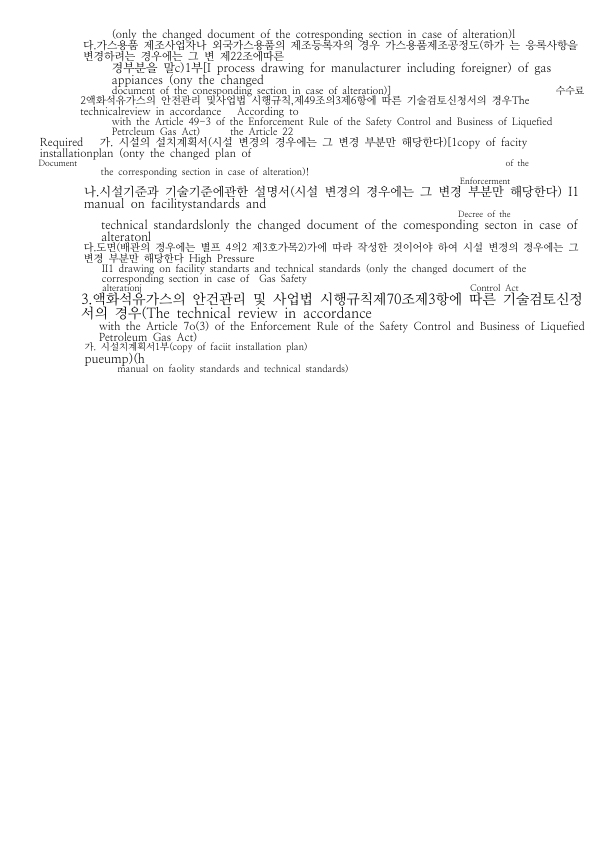 (only the changed document of the cotresponding section in case of alteration)l
다.가스용품 제조사업자나 외국가스용품의 제조등록자의 경우 가스용품제조공정도(하가 는 응록사항을
변경하려는 경우에는 그 변 제22조에따른
경부분을 말c)1부[I process drawing for manulacturer including foreigner) of gas
appiances (ony the changed
document of the conesponding section in case of alteration)] 수수료
2액화석유가스의 안전관리 및사업법 시행규칙,제49조의3제6항에 따른 기술검토신청서의 경우The
technicalreview in accordance According to
with the Article 49-3 of the Enforcement Rule of the Safety Control and Business of Liquefied
Petrcleum Gas Act) the Article 22
Required 가. 시설의 설치계획서(시설 변경의 경우에는 그 변경 부분만 해당한다)[1copy of facity
installationplan (onty the changed plan of
Document of the
the corresponding section in case of alteration)!
Enforcerment
나.시설기준과 기술기준에관한 설명서(시설 변경의 경우에는 그 변경 부분만 해당한다) I1
manual on facilitystandards and
Decree of the
technical standardslonly the changed document of the comesponding secton in case of
alteratonl
다.도면(배관의 경우에는 별프 4의2 제3호가목2)가에 따라 작성한 것이어야 하여 시설 변경의 경우에는 그
변경 부분만 해당한다 High Pressure
II1 drawing on facility standarts and technical standards (only the changed documert of the
corresponding section in case of Gas Safety
alterationj Control Act
3.액화석유가스의 안건관리 및 사업법 시행규칙제70조제3항에 따른 기술검토신정
서의 경우(The technical review in accordance
with the Article 7o(3) of the Enforcement Rule of the Safety Control and Business of Liquefied
Petroleum Gas Act)
가. 시설치계획서1부(copy of faciit installation plan)
pueump)(h
manual on faolity standards and technical standards)